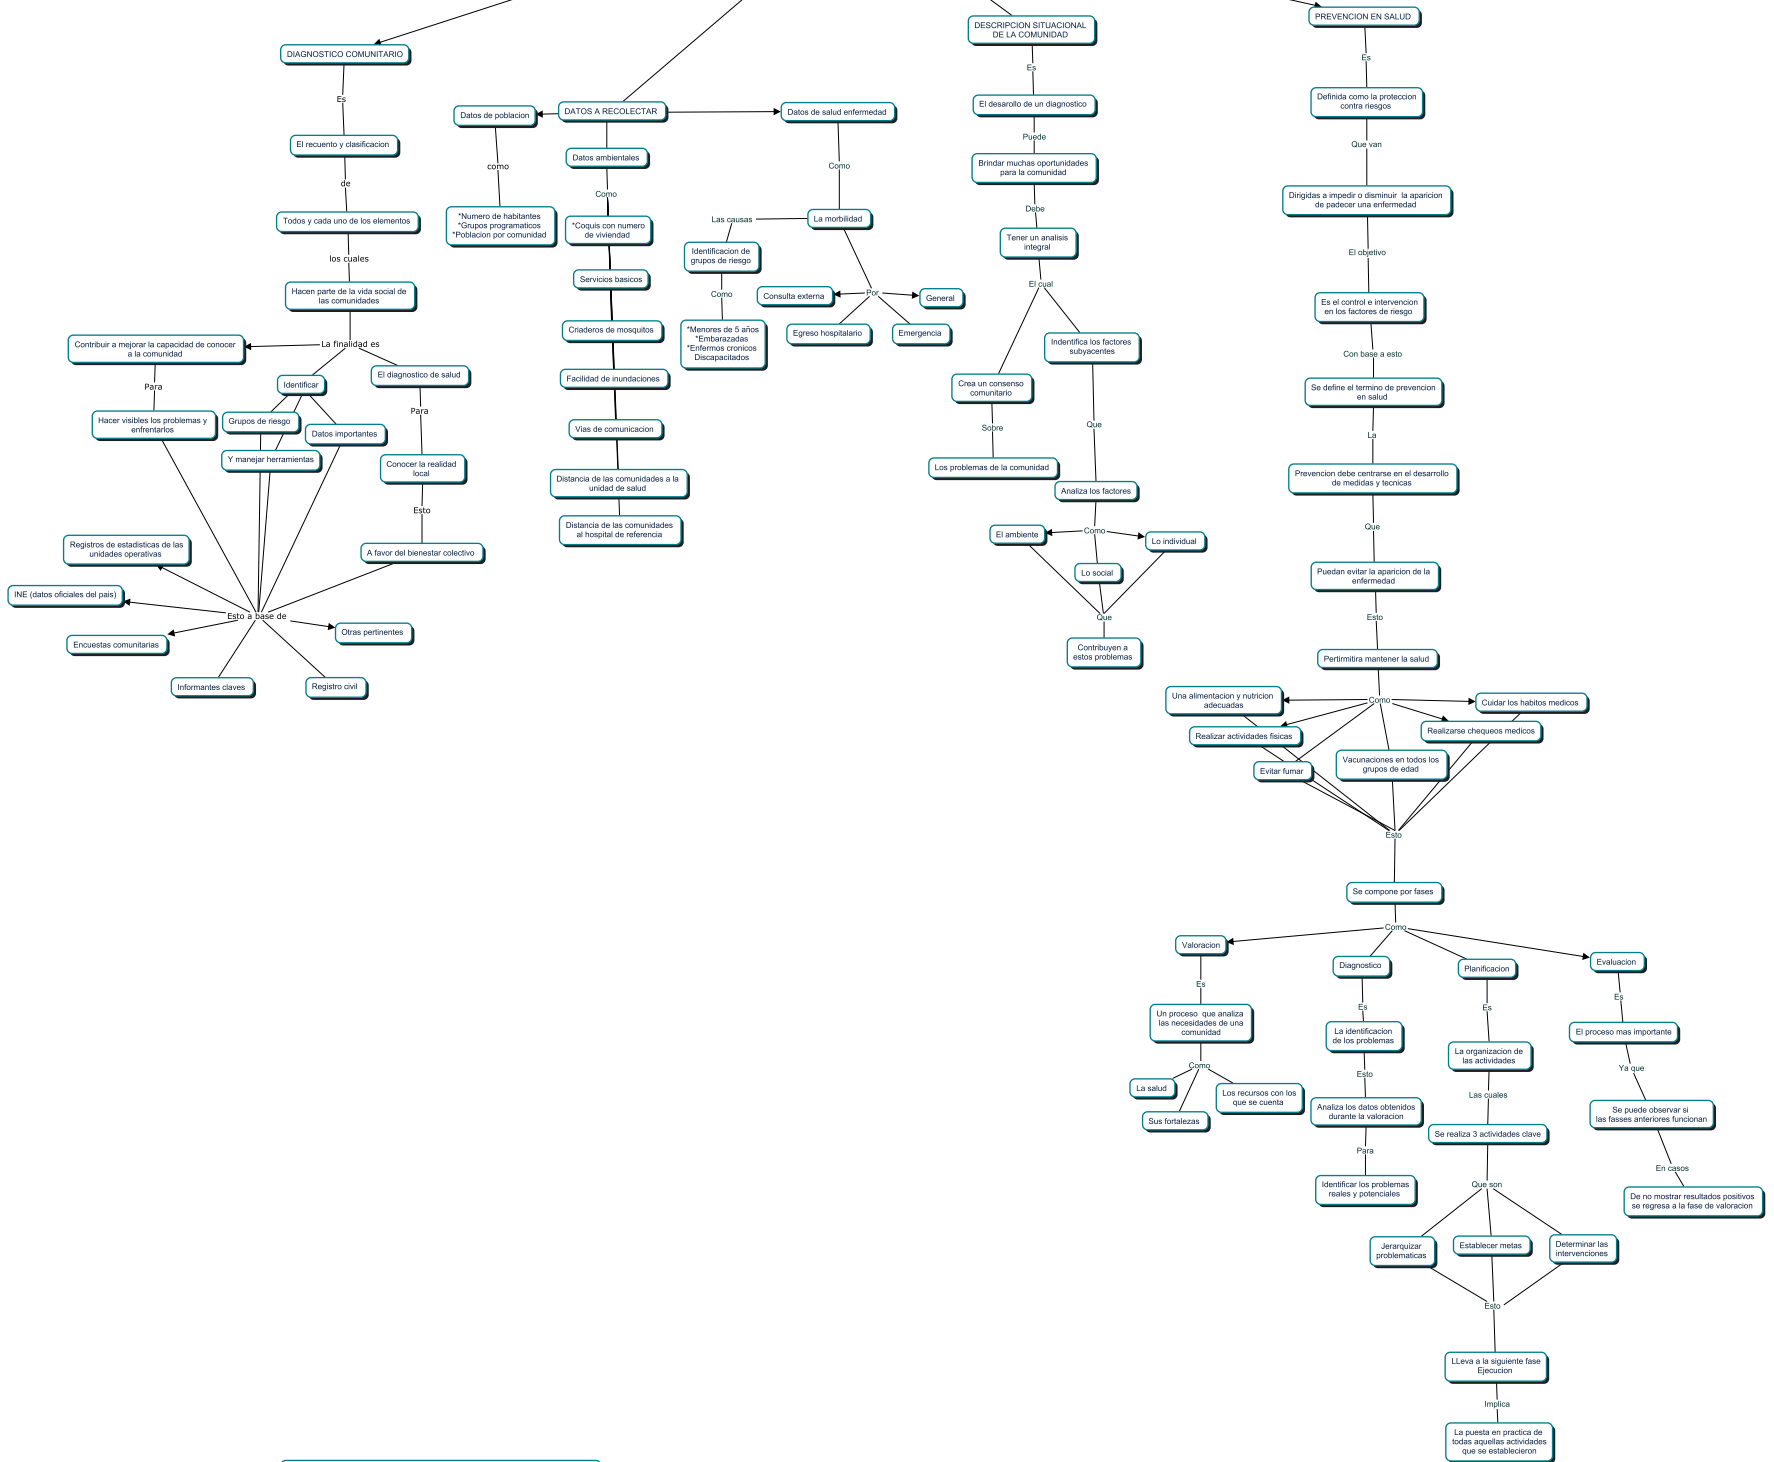 DIAGNOSTICO COMUNITARIO
Es
El recuento y clasificacion
de
Todos y cada uno de los elementos
los cuales
Hacen parte de la vida social de
las comunidades
La finalidad es
Contribuir a mejorar la capacidad de conocer
a la comunidad
Para
Hacer visibles los problemas y
enfrentarlos
Identificar
Grupos de riesgo
Datos importantes
Y manejar herramientas
El diagnostico de salud
Para
Conocer la realidad
local
Esto
A favor del bienestar colectivo
Esto a base de
Registros de estadisticas de las
unidades operativas
INE (datos oficiales del pais)
Encuestas comunitarias
Informantes claves
Registro civil
Otras pertinentes
DATOS A RECOLECTAR
Datos de poblacion
como
*Numero de habitantes
*Grupos programaticos
*Poblacion por comunidad
Datos ambientales
Como
*Coquis con numero
de viviendad
Servicios basicos
Criaderos de mosquitos
Facilidad de inundaciones
Vias de comunicacion
Distancia de las comunidades a la
unidad de salud
Distancia de las comunidades
al hospital de referencia
Datos de salud enfermedad
Como
La morbilidad
Las causas
Identificacion de
grupos de riesgo
Como
*Menores de 5 años
*Embarazadas
*Enfermos cronicos
Discapacitados
Por
Consulta externa
General
Egreso hospitalario
Emergencia
DESCRIPCION SITUACIONAL
DE LA COMUNIDAD
Es
El desarollo de un diagnostico
Puede
Brindar muchas oportunidades
para la comunidad
Debe
Tener un analisis
integral
El cual
Crea un consenso
comunitario
Sobre
Los problemas de la comunidad
Indentifica los factores
subyacentes
Que
Analiza los factores
Como
El ambiente
Lo social
Lo individual
Que
Contribuyen a
estos problemas
PREVENCION EN SALUD
Es
Definida como la proteccion
contra riesgos
Que van
Dirigidas a impedir o disminuir la aparicion
de padecer una enfermedad
El objetivo
Es el control e intervencion
en los factores de riesgo
Con base a esto
Se define el termino de prevencion
en salud
La
Prevencion debe centrarse en el desarrollo
de medidas y tecnicas
Que
Puedan evitar la aparicion de la
enfermedad
Esto
Pertirmitira mantener la salud
Como
Una alimentacion y nutricion
adecuadas
Realizar actividades fisicas
Evitar fumar
Vacunaciones en todos los
grupos de edad
Realizarse chequeos medicos
Cuidar los habitos medicos
Esto
Se compone por fases
Como
Valoracion
Es
Un proceso que analiza
las necesidades de una
comunidad
Como
La salud
Sus fortalezas
Los recursos con los
que se cuenta
Diagnostico
Es
La identificacion
de los problemas
Esto
Analiza los datos obtenidos
durante la valoracion
Para
Identificar los problemas
reales y potenciales
Planificacion
Es
La organizacion de
las actividades
Las cuales
Se realiza 3 actividades clave
Que son
Jerarquizar
problematicas
Establecer metas
Determinar las
intervenciones
Esto
LLeva a la siguiente fase
Ejecucion
Implica
La puesta en practica de
todas aquellas actividades
que se establecieron
Evaluacion
Es
El proceso mas importante
Ya que
Se puede observar si
las fasses anteriores funcionan
En casos
De no mostrar resultados positivos
se regresa a la fase de valoracion